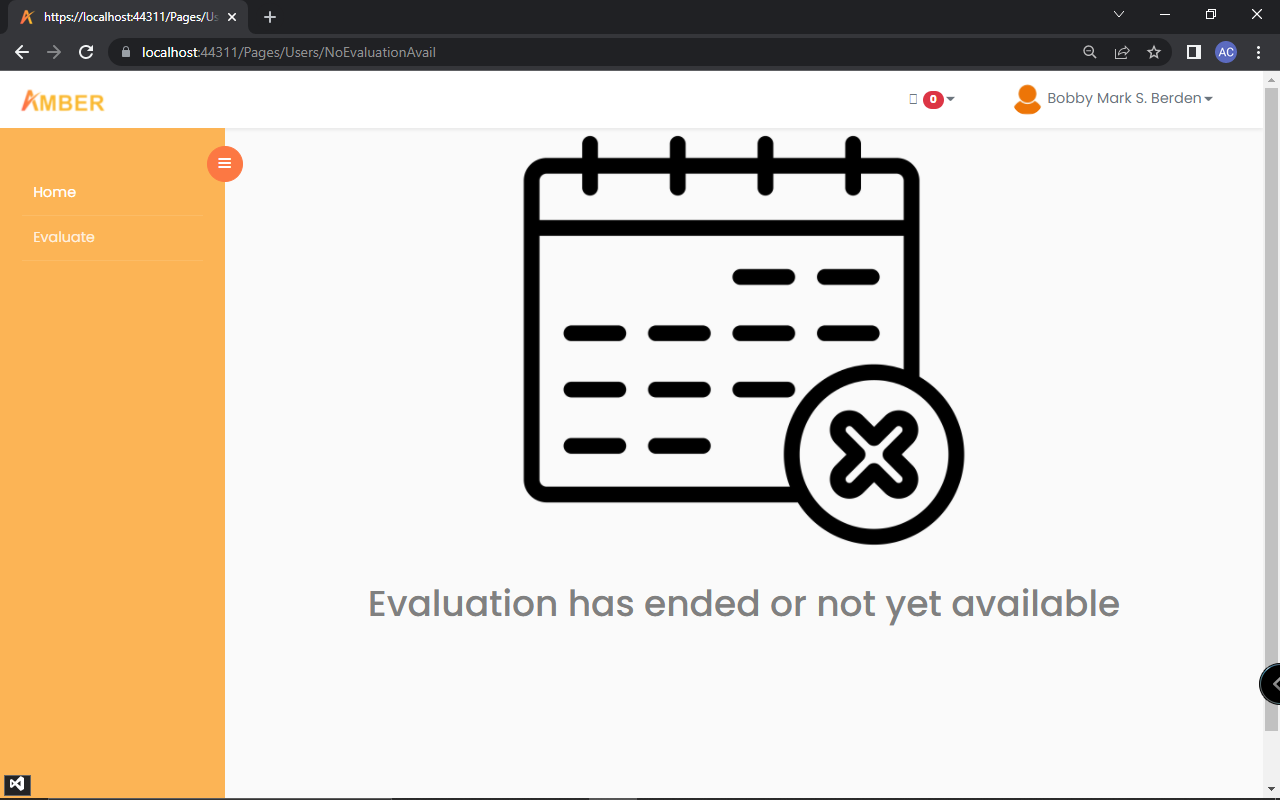 https://localhost:44311/Pages/Us
localhost:44311/Pages/Users/NoEvaluationAvail
AC
AMBER
0
Bobby Mark S. Berden
Home
Evaluate
Evaluation has ended or not yet available